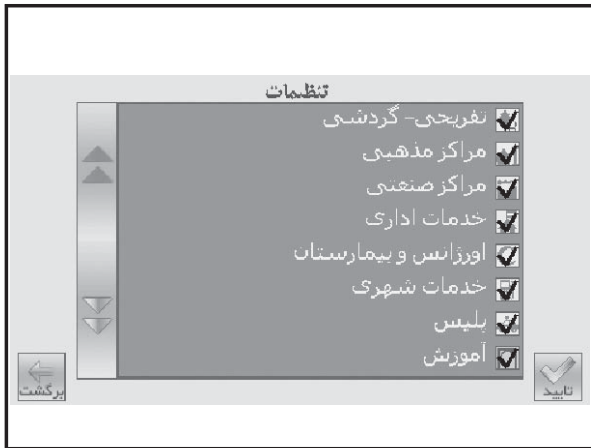 تنظیمات
تفریحی- گردشی
مراکز مذهبی
مراکز صنعتی
خدمات اداری
اورژانس و بیمارستان
خدمات شهری
پلیس
آموزش
تایید
برگشت